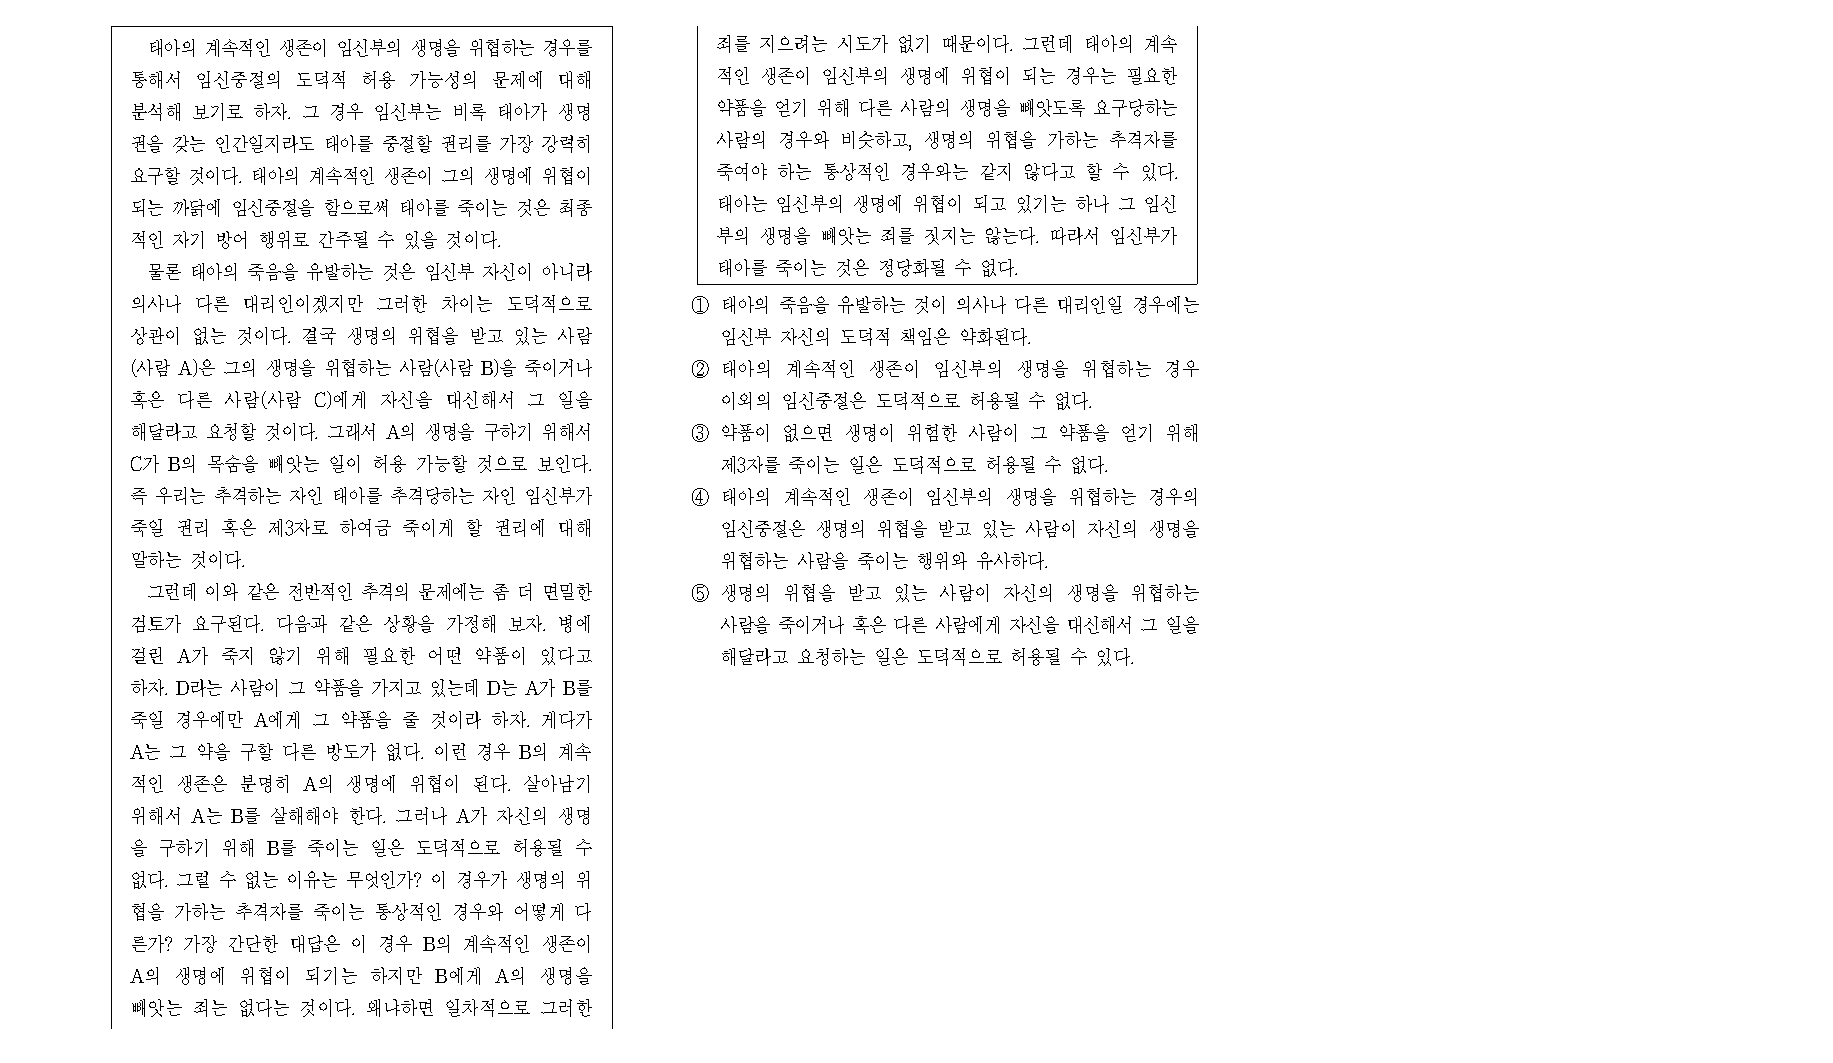 태아의 계속적인 생존이 임신부의 생명을 위협하는 경우를
통해서 임신중절의 도덕적 허용 가능성의 문제에 대해
분석해 보기로 하자. 그 경우 임신부는 비록 태아가 생명
권을 갖는 인간일지라도 태아를 중절할 권리를 가장 강력히
요구할 것이다. 태아의 계속적인 생존이 그의 생명에 위협이
되는 까닭에 임신중절을 함으로써 태아를 죽이는 것은 최종
적인 자기 방어 행위로 간주될 수 있을 것이다.
물론 태아의 죽음을 유발하는 것은 임신부 자신이 아니라
의사나 다른 대리인이겠지만 그러한 차이는 도덕적으로
상관이 없는 것이다. 결국 생명의 위협을 받고 있는 사람
(사람 A)은 그의 생명을 위협하는 사람(사람 B)을 죽이거나
혹은 다른 사람(사람 C)에게 자신을 대신해서 그 일을
해달라고 요청할 것이다. 그래서 A의 생명을 구하기 위해서
C가 B의 목숨을 빼앗는 일이 허용 가능할 것으로 보인다.
즉 우리는 추격하는 자인 태아를 추격당하는 자인 임신부가
죽일 권리 혹은 제3자로 하여금 죽이게 할 권리에 대해
말하는 것이다.
그런데 이와 같은 전반적인 추격의 문제에는 좀 더 면밀한
검토가 요구된다. 다음과 같은 상황을 가정해 보자. 병에
걸린 A가 죽지 않기 위해 필요한 어떤 약품이 있다고
하자. D라는 사람이 그 약품을 가지고 있는데 D는 A가 B를
죽일 경우에만 A에게 그 약품을 줄 것이라 하자. 게다가
A는 그 약을 구할 다른 방도가 없다. 이런 경우 B의 계속
적인 생존은 분명히 A의 생명에 위협이 된다. 살아남기
위해서 A는 B를 살해해야 한다. 그러나 A가 자신의 생명
을 구하기 위해 B를 죽이는 일은 도덕적으로 허용될 수
없다. 그럴 수 없는 이유는 무엇인가? 이 경우가 생명의 위
협을 가하는 추격자를 죽이는 통상적인 경우와 어떻게 다
른가? 가장 간단한 대답은 이 경우 B의 계속적인 생존이
A의 생명에 위협이 되기는 하지만 B에게 A의 생명을
빼앗는 죄는 없다는 것이다. 왜냐하면 일차적으로 그러한
죄를 지으려는 시도가 없기 때문이다. 그런데 태아의 계속
적인 생존이 임신부의 생명에 위협이 되는 경우는 필요한
약품을 얻기 위해 다른 사람의 생명을 빼앗도록 요구당하는
사람의 경우와 비슷하고, 생명의 위협을 가하는 추격자를
죽여야 하는 통상적인 경우와는 같지 않다고 할 수 있다.
태아는 임신부의 생명에 위협이 되고 있기는 하나 그 임신
부의 생명을 빼앗는 죄를 짓지는 않는다. 따라서 임신부가
태아를 죽이는 것은 정당화될 수 없다.
① 태아의 죽음을 유발하는 것이 의사나 다른 대리인일 경우에는
임신부 자신의 도덕적 책임은 약화된다.
② 태아의 계속적인 생존이 임신부의 생명을 위협하는 경우
이외의 임신중절은 도덕적으로 허용될 수 없다.
③ 약품이 없으면 생명이 위험한 사람이 그 약품을 얻기 위해
제3자를 죽이는 일은 도덕적으로 허용될 수 없다.
④ 태아의 계속적인 생존이 임신부의 생명을 위협하는 경우의
임신중절은 생명의 위협을 받고 있는 사람이 자신의 생명을
위협하는 사람을 죽이는 행위와 유사하다.
⑤ 생명의 위협을 받고 있는 사람이 자신의 생명을 위협하는
사람을 죽이거나 혹은 다른 사람에게 자신을 대신해서 그 일을
해달라고 요청하는 일은 도덕적으로 허용될 수 있다.